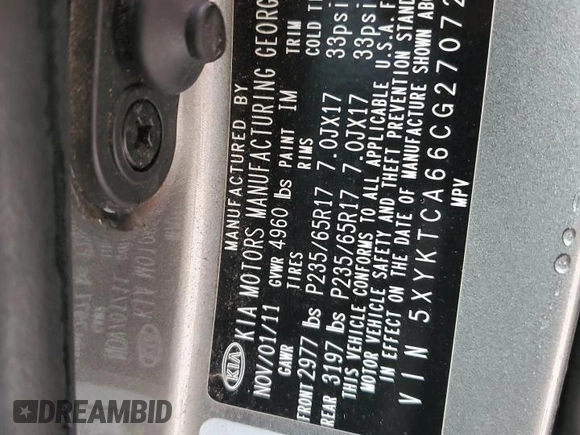 MANUFACTURED BY
KIA KIA MOTORS MANUFACTURING GEORG
NOV/01/11 GVWR 4960 lbs PAINT IM TRIM
GAWR TIRES RIMS COLD TI
FRONT 2977 lbs P235/65R17 7.0JX17 33psi
REAR 3197 lbs P235/65R17 7.0JX17 33psi
THIS VEHICLE CONFORMS TO ALL APPLICABLE U.S.A. F
MOTOR VEHICLE SAFETY AND THEFT PREVENTION STAND
IN EFFECT ON THE DATE OF MANUFACTURE SHOWN ABO
VIN 5XYKTCA66CG27072
MPV
DREAMBID